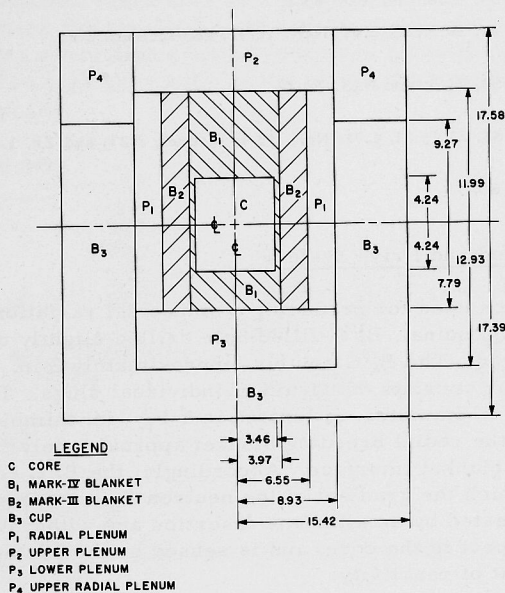 P4
P2
P4
17.58
B1
9.27
11.99
B2
B2
C
4.24
P1
P1
℄
℄
B3
B3
4.24
12.93
B1
7.79
P3
17.39
B3
3.46
3.97
6.55
8.93
15.42
LEGEND
C CORE
B1 MARK-IV BLANKET
B2 MARK-III BLANKET
B3 CUP
P1 RADIAL PLENUM
P2 UPPER PLENUM
P3 LOWER PLENUM
P4 UPPER RADIAL PLENUM